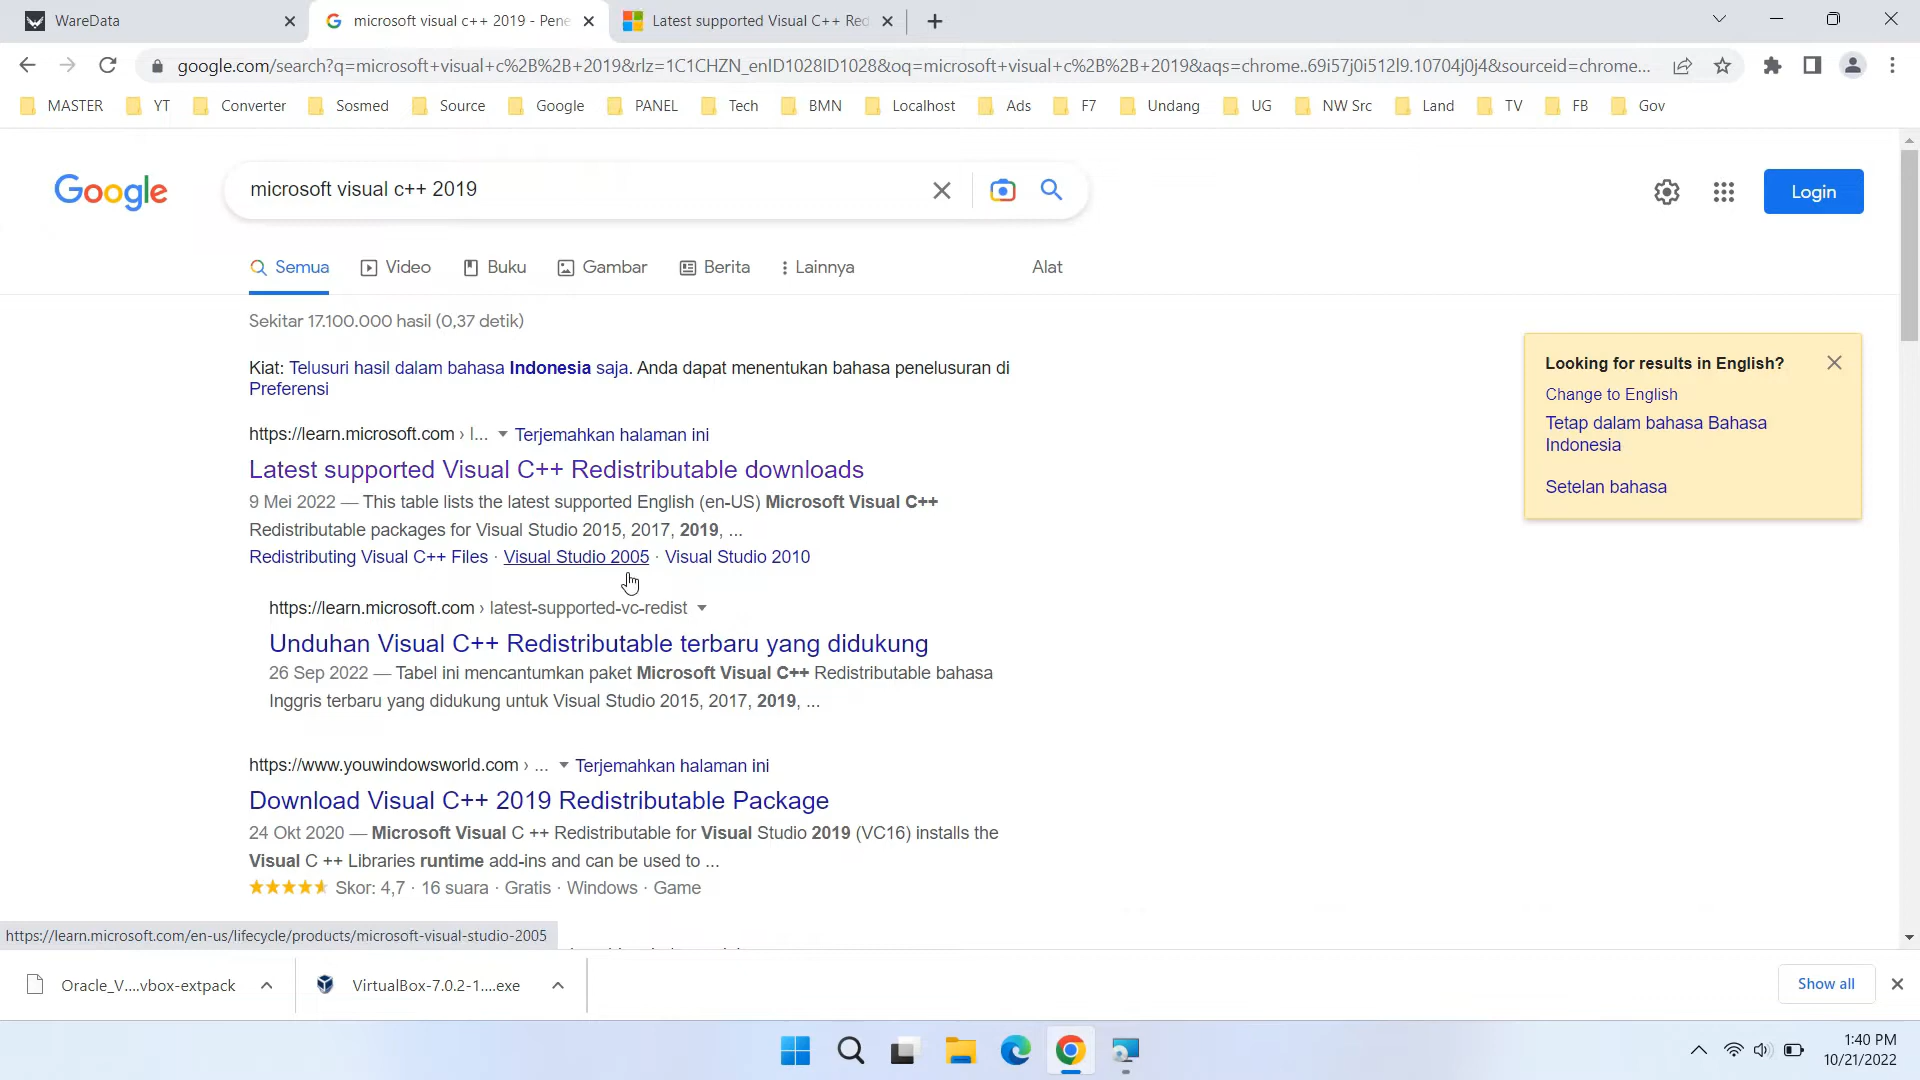 WareData
microsoft visual c++ 2019 - Pene
Latest supported Visual C++ Red
google.com/search?q=microsoft+visual+c%2B%2B+2019&rlz=1C1CHZN_enID1028ID1028&oq=microsoft+visual+c%2B%2B+2019&aqs=chrome..69i57j0i512l9.10704j0j4&sourceid=chrome...
MASTER YT Converter Sosmed Source Google PANEL Tech BMN Localhost Ads F7 Undang UG NW Src Land TV FB Gov
Google
microsoft visual c++ 2019
Login
Semua Video Buku Gambar Berita Lainnya Alat
Sekitar 17.100.000 hasil (0,37 detik)
Kiat: Telusuri hasil dalam bahasa Indonesia saja. Anda dapat menentukan bahasa penelusuran di
Preferensi
https://learn.microsoft.com › l... Terjemahkan halaman ini
Latest supported Visual C++ Redistributable downloads
9 Mei 2022 — This table lists the latest supported English (en-US) Microsoft Visual C++
Redistributable packages for Visual Studio 2015, 2017, 2019, ...
Redistributing Visual C++ Files · Visual Studio 2005 · Visual Studio 2010
https://learn.microsoft.com › latest-supported-vc-redist
Unduhan Visual C++ Redistributable terbaru yang didukung
26 Sep 2022 — Tabel ini mencantumkan paket Microsoft Visual C++ Redistributable bahasa
Inggris terbaru yang didukung untuk Visual Studio 2015, 2017, 2019, ...
https://www.youwindowsworld.com › ... Terjemahkan halaman ini
Download Visual C++ 2019 Redistributable Package
24 Okt 2020 — Microsoft Visual C ++ Redistributable for Visual Studio 2019 (VC16) installs the
Visual C ++ Libraries runtime add-ins and can be used to ...
Skor: 4,7 · 16 suara · Gratis · Windows · Game
Looking for results in English?
Change to English
Tetap dalam bahasa Bahasa
Indonesia
Setelan bahasa
https://learn.microsoft.com/en-us/lifecycle/products/microsoft-visual-studio-2005
Oracle_V....vbox-extpack
VirtualBox-7.0.2-1....exe
Show all
1:40 PM
10/21/2022